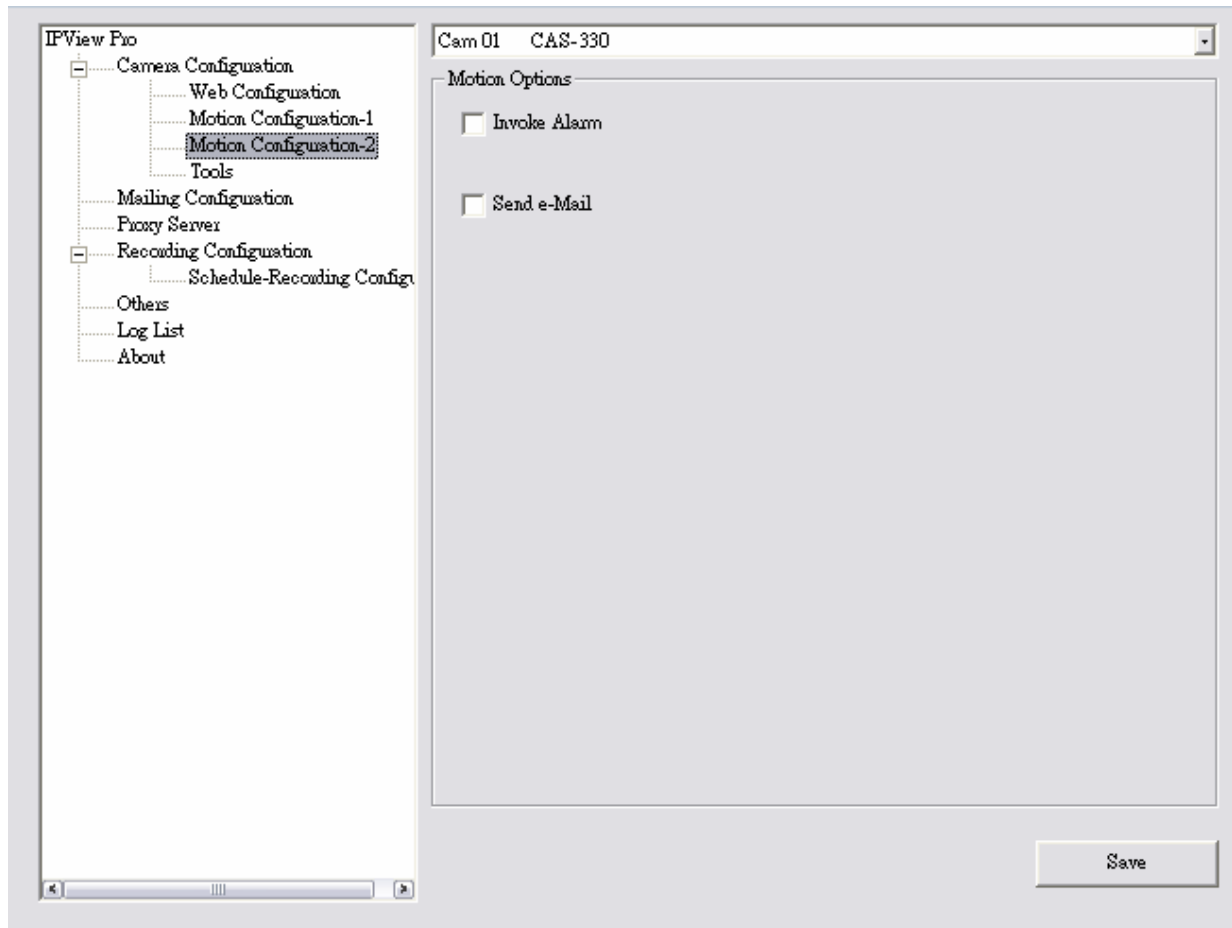 IPView Pro
Camera Configuration
Web Configuration
Motion Configuration-1
Motion Configuration-2
Tools
Mailing Configuration
Proxy Server
Recording Configuration
Schedule-Recording Configu
Others
Log List
About
Cam 01 CAS-330
Motion Options
Invoke Alarm
Send e-Mail
Save